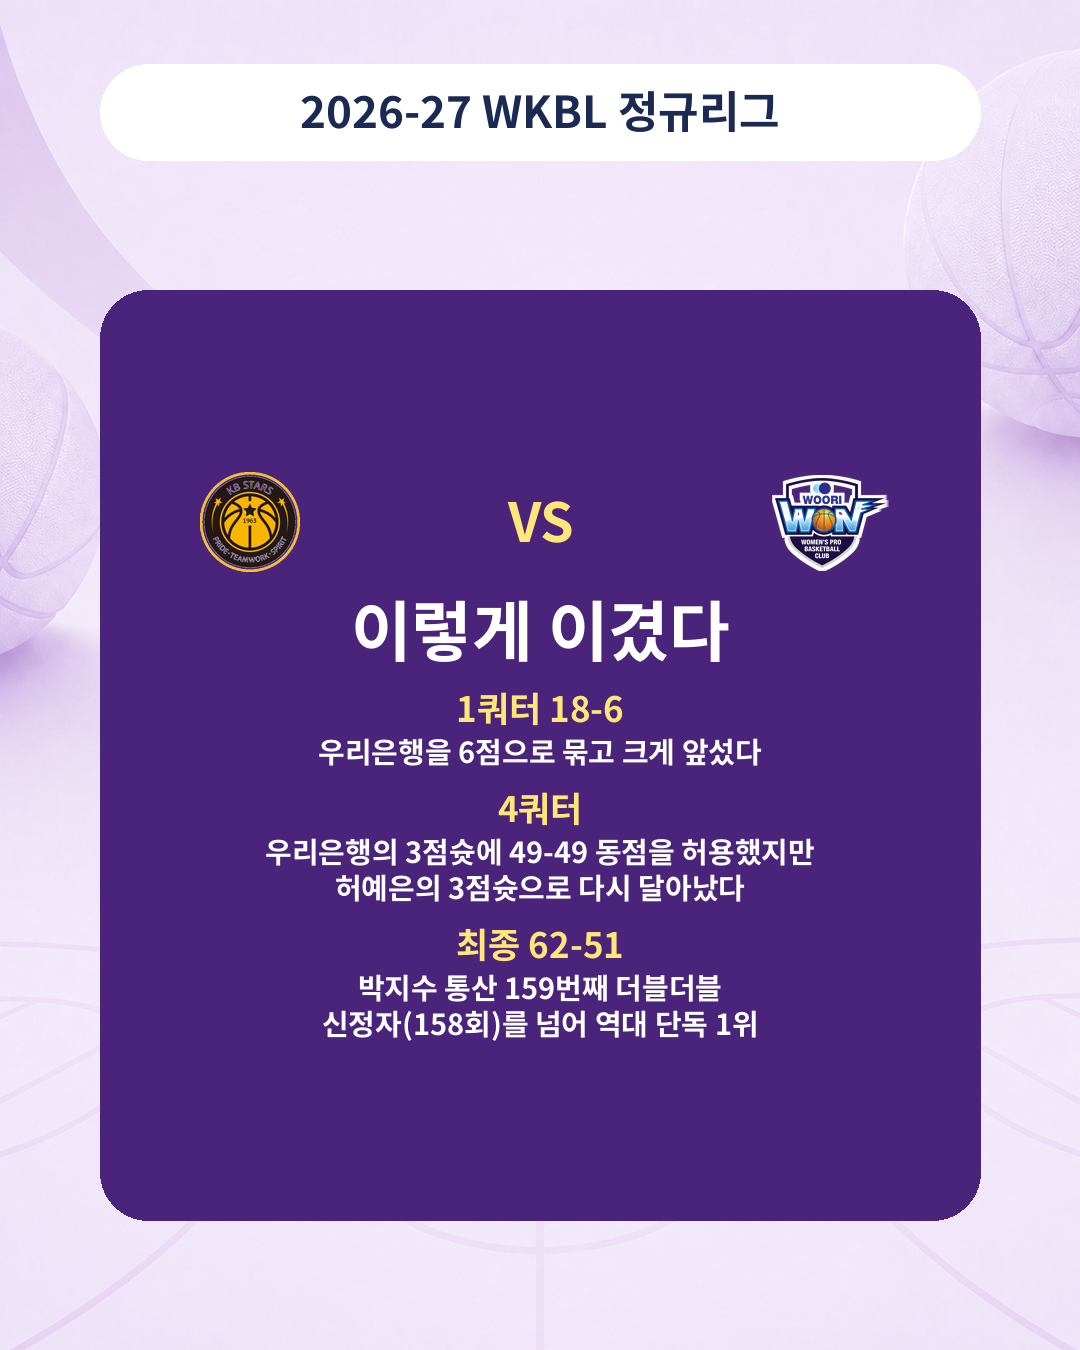 2026-27 WKBL 정규리그
KB STARS
1963
PRIDE·TEAMWORK·SPIRIT
VS
WOORI
WON
WOMEN'S PRO
BASKETBALL
CLUB
이렇게 이겼다
1쿼터 18-6
우리은행을 6점으로 묶고 크게 앞섰다
4쿼터
우리은행의 3점슛에 49-49 동점을 허용했지만
허예은의 3점슛으로 다시 달아났다
최종 62-51
박지수 통산 159번째 더블더블
신정자(158회)를 넘어 역대 단독 1위